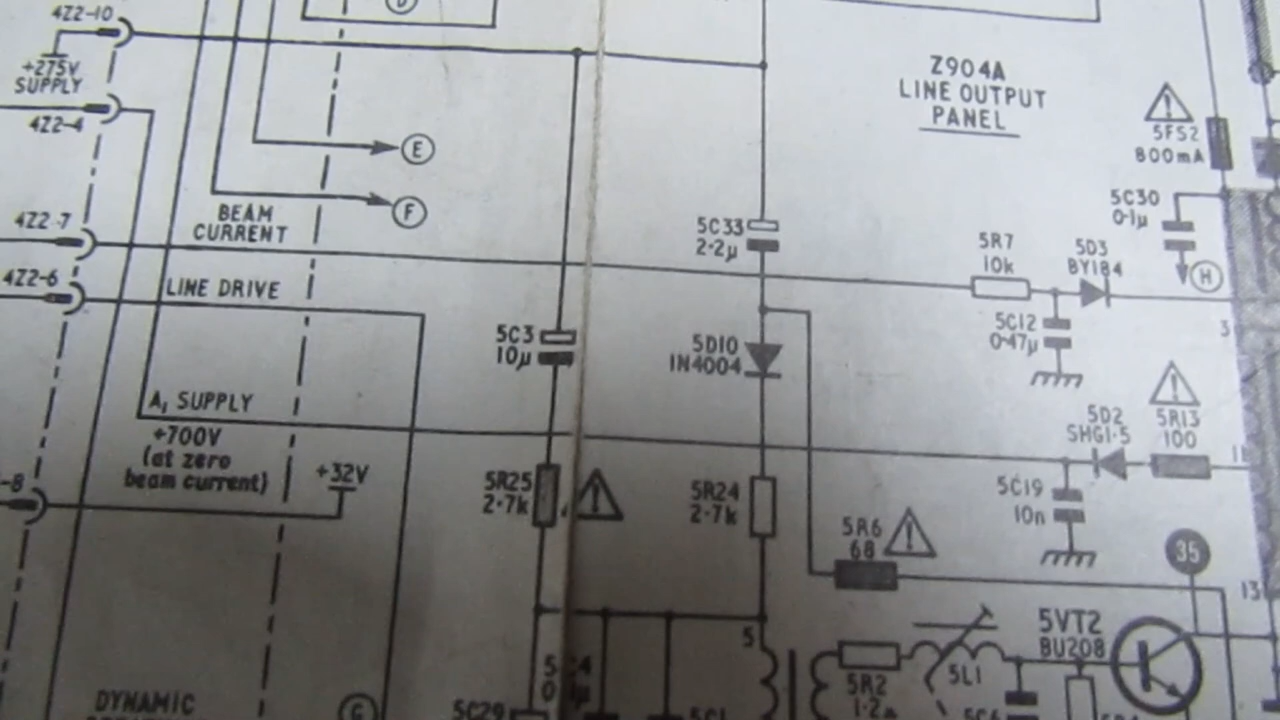 4Z2-10
+275V
SUPPLY
4Z2-4
D
E
F
Z904A
LINE OUTPUT
PANEL
5FS2
800mA
4Z2-7
BEAM
CURRENT
5C33
2·2μ
5R7
10k
5D3
BY184
5C30
0·1μ
H
4Z2-6
LINE DRIVE
5C3
10μ
5D10
IN4004
5C12
0·47μ
3
A1 SUPPLY
+700V
(at zero
beam current)
+32V
-8
5D2
SHG1·5
5R13
100
5R25
2·7k
5R24
2·7k
5C19
10n
5R6
68
35
13
5
5VT2
BU208
5L1
5R2
1·2
DYNAMIC
G
5C29
5C1
5C6